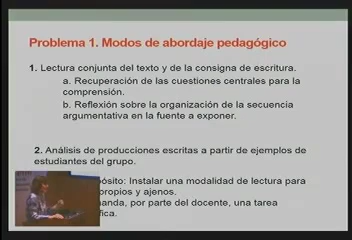 Problema 1. Modos de abordaje pedagógico
1. Lectura conjunta del texto y de la consigna de escritura.
a. Recuperación de las cuestiones centrales para la
comprensión.
b. Reflexión sobre la organización de la secuencia
argumentativa en la fuente a exponer.
2. Análisis de producciones escritas a partir de ejemplos de
estudiantes del grupo.
pósito: Instalar una modalidad de lectura para
propios y ajenos.
anda, por parte del docente, una tarea
fica.